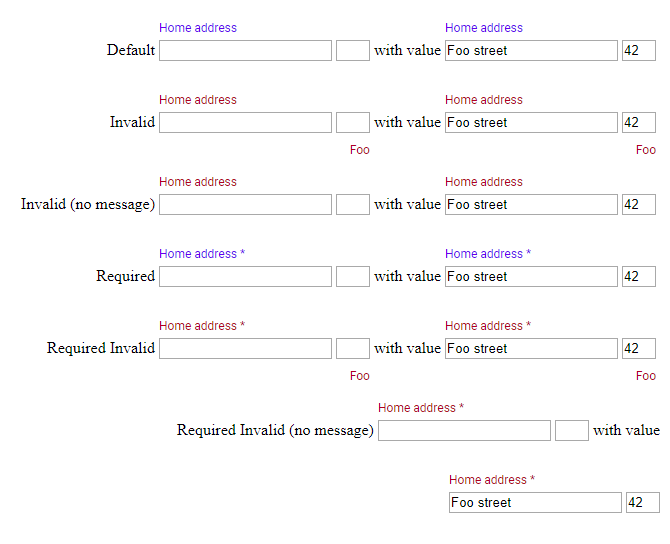 Home address Home address
Default with value Foo street 42
Home address Home address
Invalid with value Foo street 42
Foo Foo
Home address Home address
Invalid (no message) with value Foo street 42
Home address * Home address *
Required with value Foo street 42
Home address * Home address *
Required Invalid with value Foo street 42
Foo Foo
Home address *
Required Invalid (no message) with value
Home address *
Foo street 42